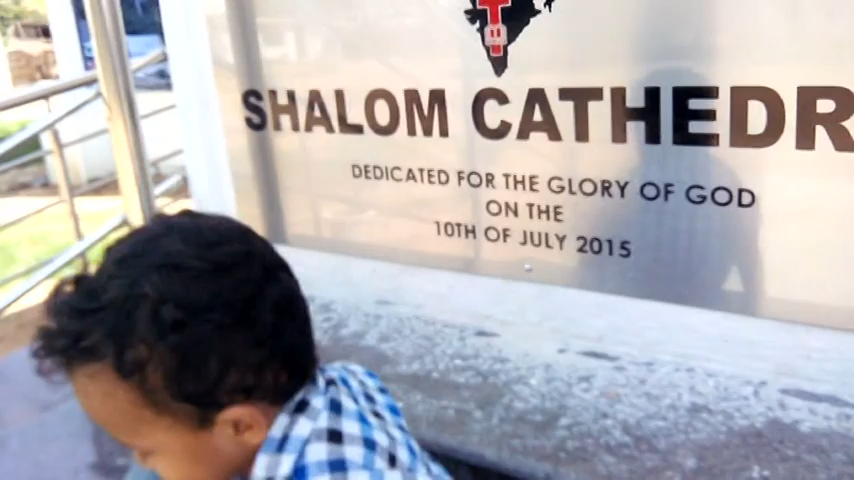 SHALOM CATHEDR
DEDICATED FOR THE GLORY OF GOD
ON THE
10TH OF JULY 2015